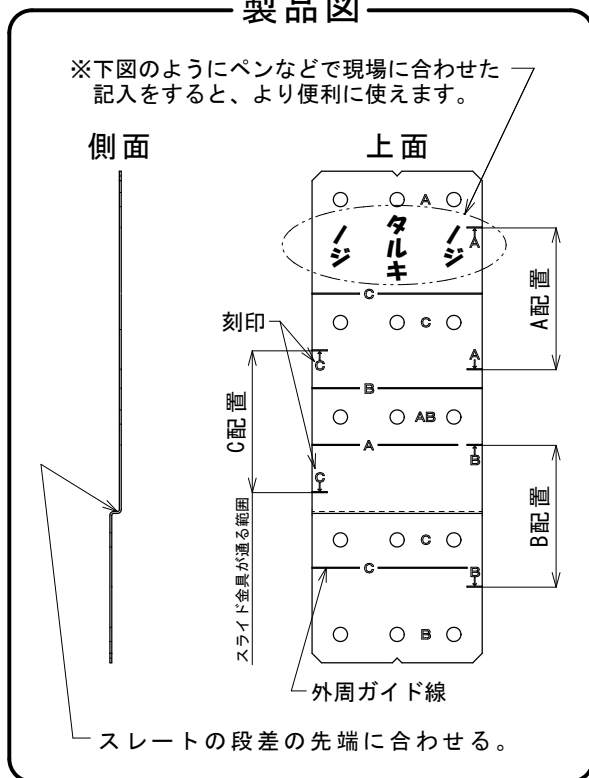 製品図
※下図のようにペンなどで現場に合わせた
記入をすると、より便利に使えます。
側面
上面
A
ノジ
タルキ
ノジ
A
A配置
C
刻印
C
C
A
B
C配置
AB
A
B
C
B配置
スライド金具が通る範囲
C
C
B
B
外周ガイド線
スレートの段差の先端に合わせる。